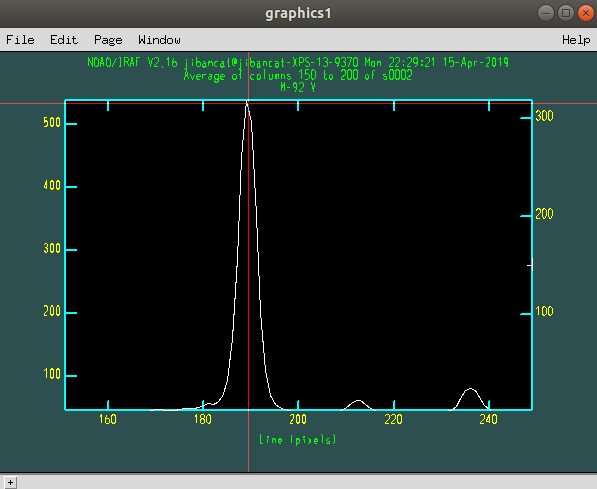 graphics1
File Edit Page Window Help
NOAO/IRAF V2.16 jibancat@jibancat-XPS-13-9370 Mon 22:29:21 15-Apr-2019
Average of columns 150 to 200 of s0002
M-92 V
500
400
300
200
100
300
200
100
160 180 200 220 240
Line (pixels)
+